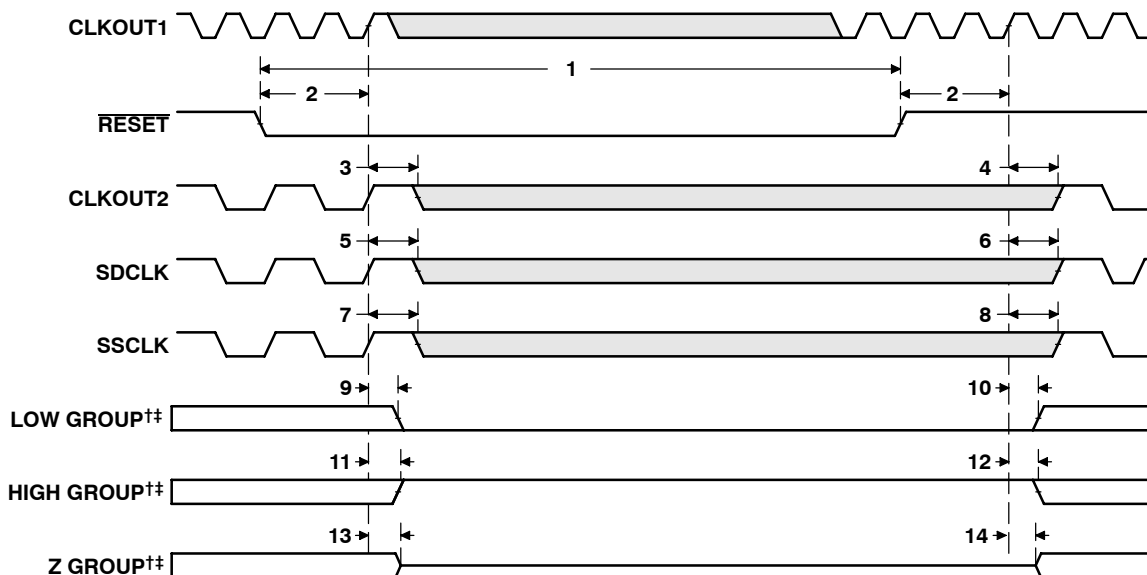 CLKOUT1
1
2 2
RESET
3 4
CLKOUT2
5 6
SDCLK
7 8
SSCLK
9 10
LOW GROUP†‡
11 12
HIGH GROUP†‡
13 14
Z GROUP†‡